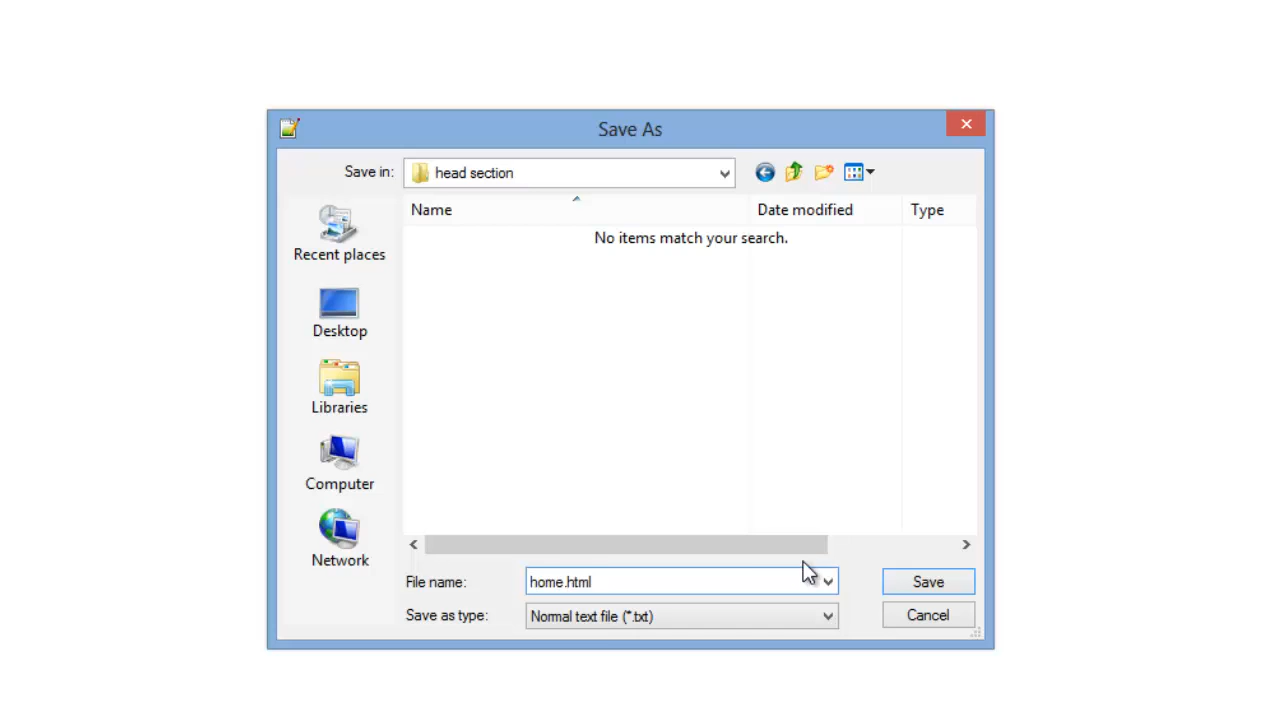 Save As
Save in: head section
Name Date modified Type
No items match your search.
Recent places
Desktop
Libraries
Computer
Network
File name: home.html Save
Save as type: Normal text file (*.txt) Cancel